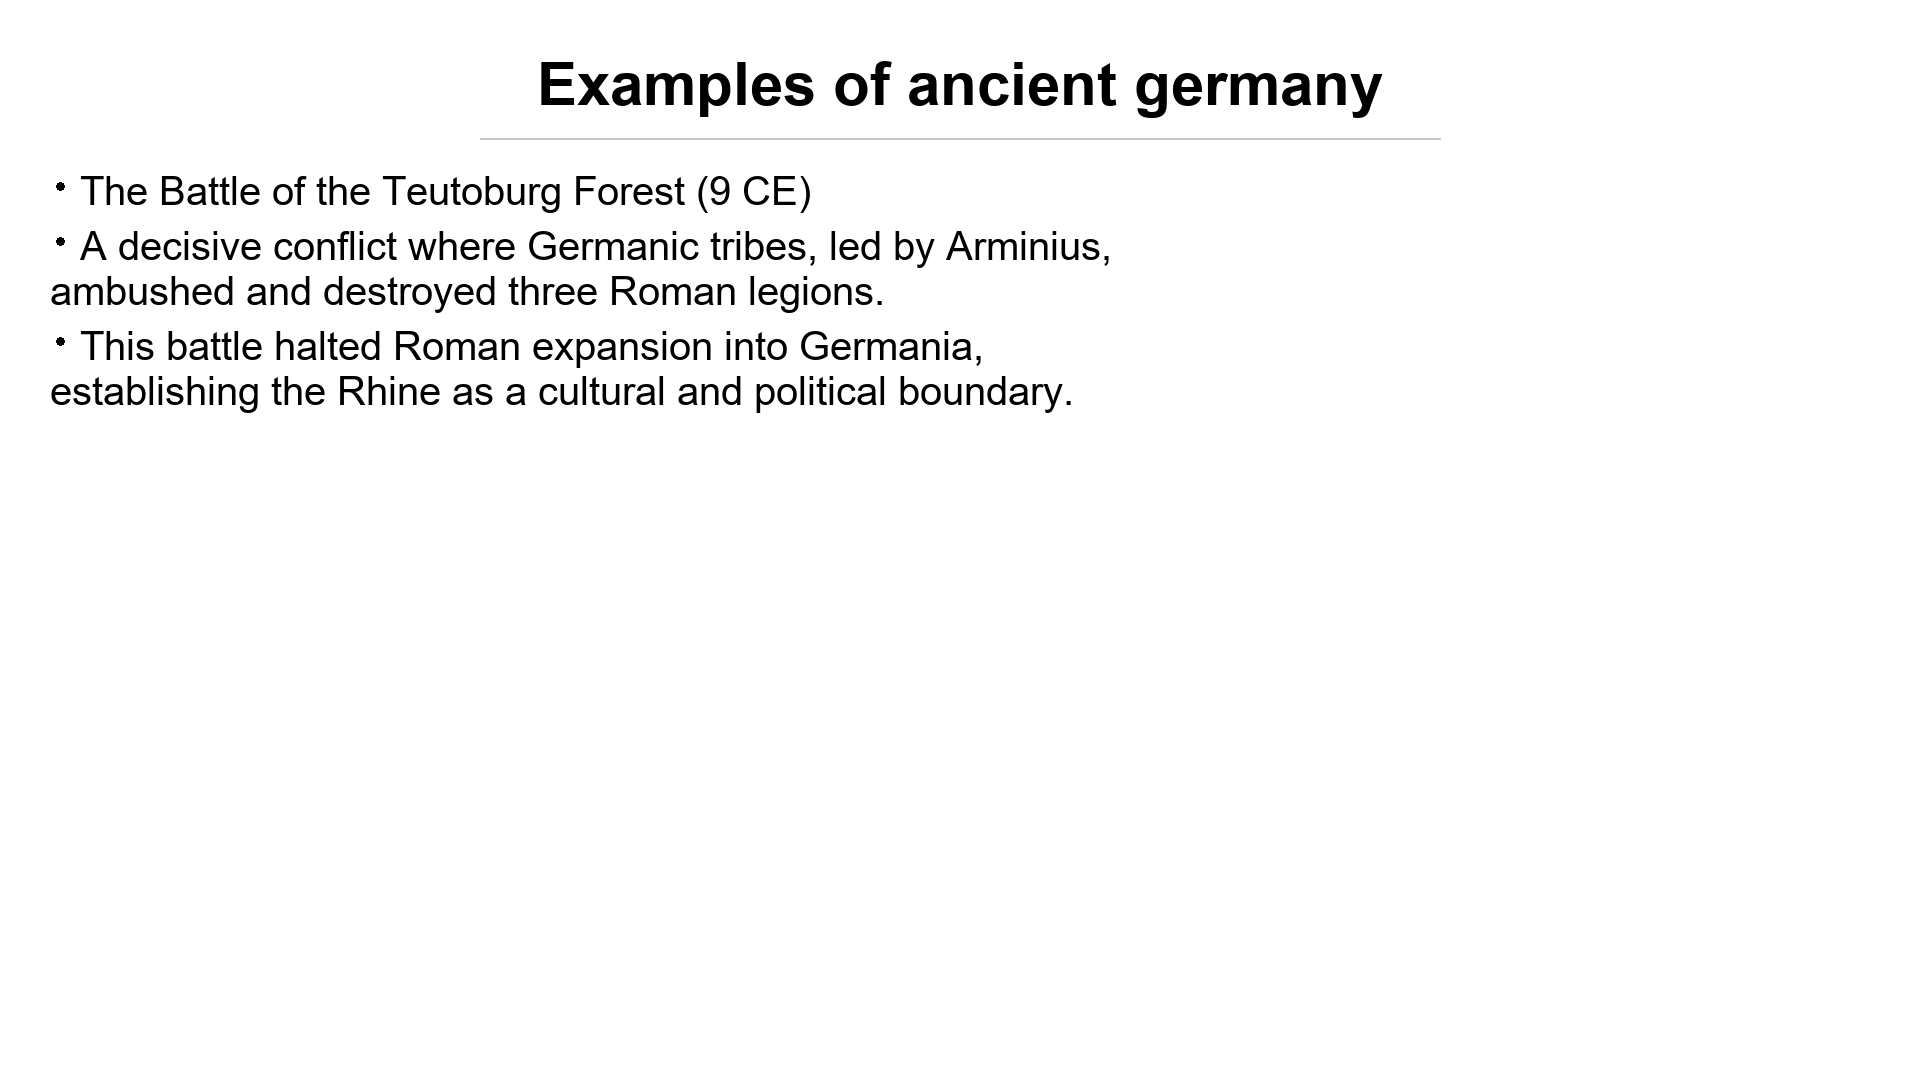 Examples of ancient germany
• The Battle of the Teutoburg Forest (9 CE)
• A decisive conflict where Germanic tribes, led by Arminius,
ambushed and destroyed three Roman legions.
• This battle halted Roman expansion into Germania,
establishing the Rhine as a cultural and political boundary.